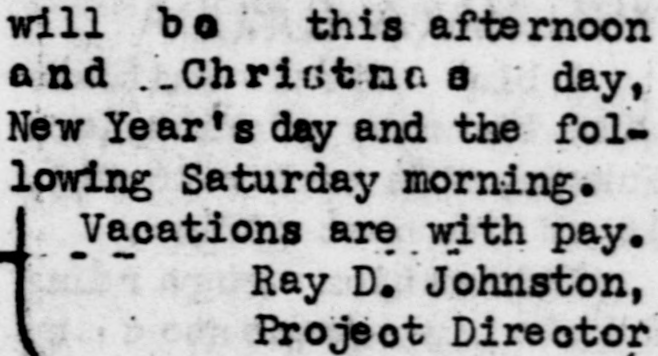 will be this afternoon
and Christmas day,
New Year's day and the fol-
lowing Saturday morning.
Vacations are with pay.
Ray D. Johnston,
Project Director